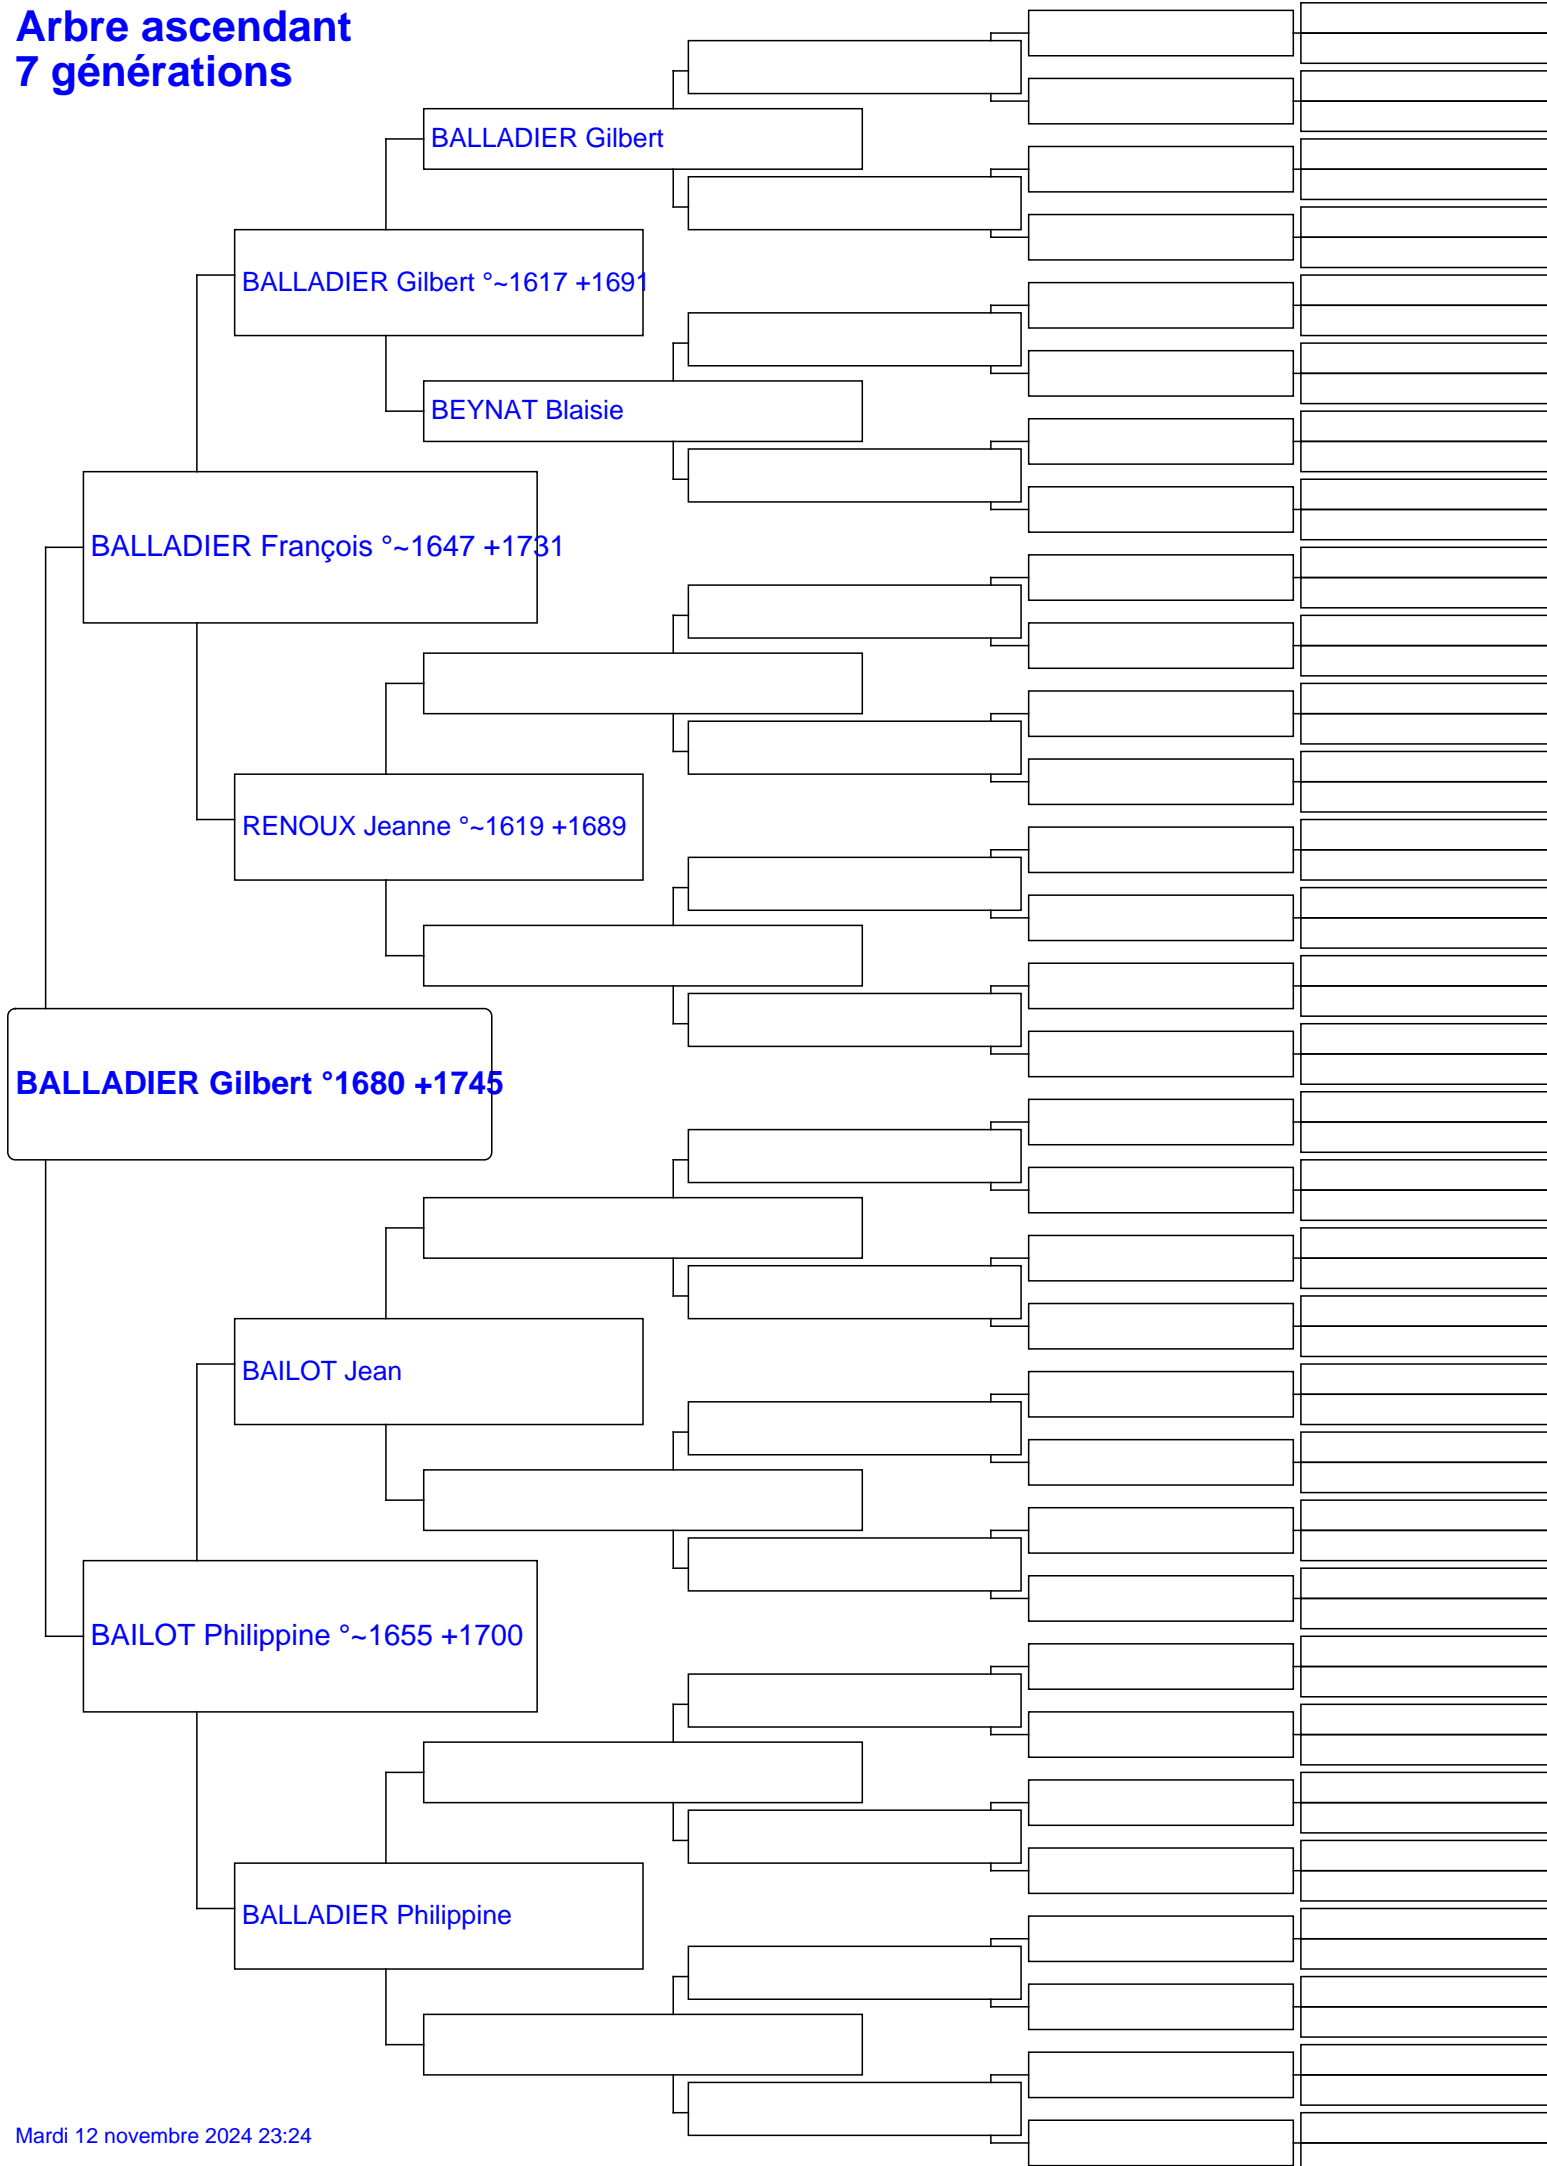 Arbre ascendant
7 générations
BALLADIER Gilbert
BALLADIER Gilbert °~1617 +1691
BEYNAT Blaisie
BALLADIER François °~1647 +1731
RENOUX Jeanne °~1619 +1689
BALLADIER Gilbert °1680 +1745
BAILOT Jean
BAILOT Philippine °~1655 +1700
BALLADIER Philippine
Mardi 12 novembre 2024 23:24